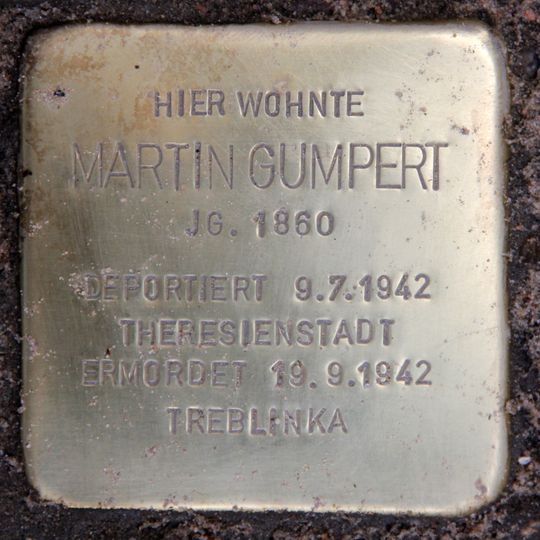 HIER WOHNTE
MARTIN GUMPERT
JG. 1860
DEPORTIERT 9.7.1942
THERESIENSTADT
ERMORDET 19.9.1942
TREBLINKA